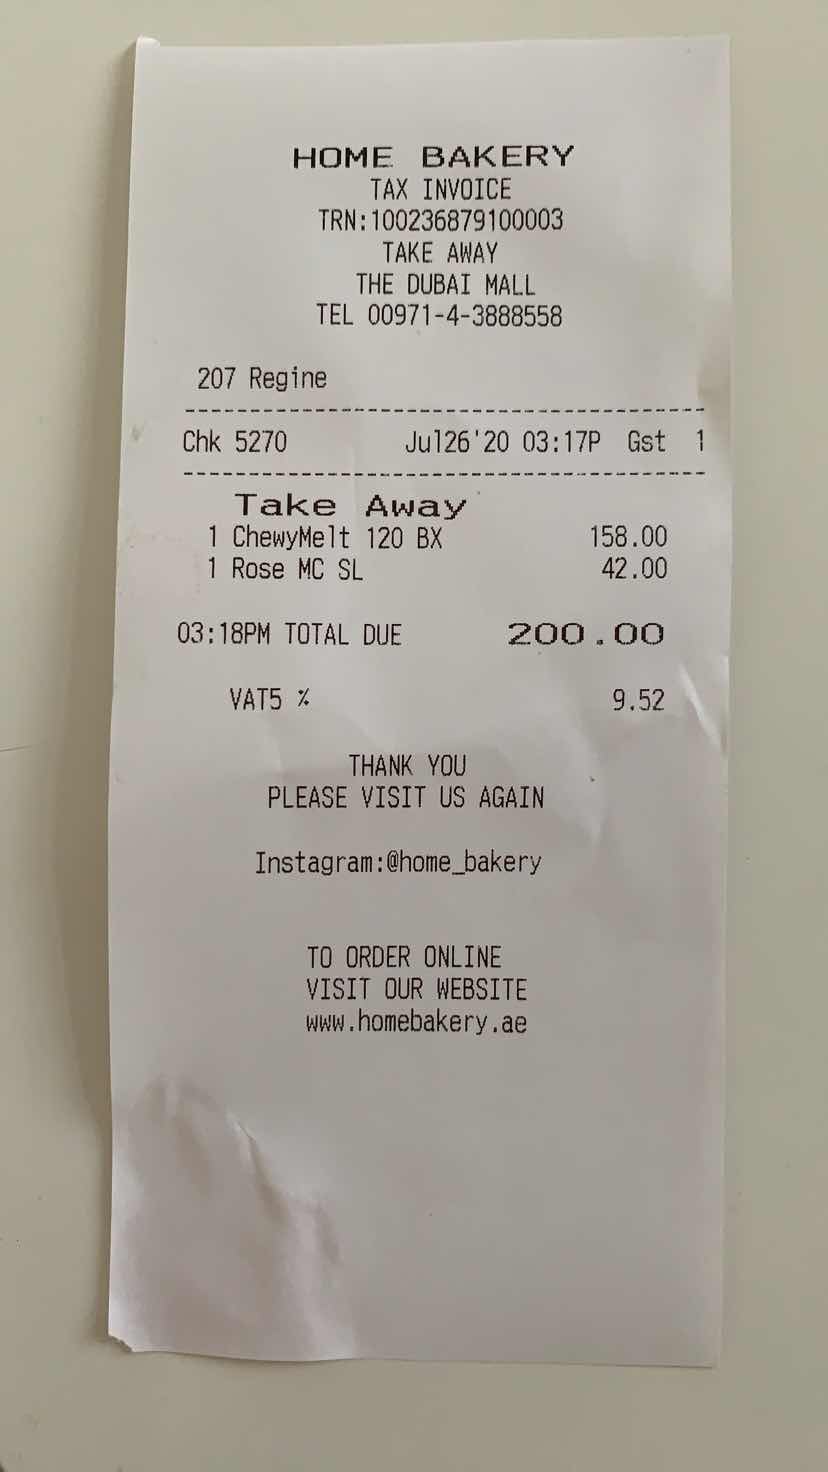 HOME BAKERY
TAX INVOICE
TRN:100236879100003
TAKE AWAY
THE DUBAI MALL
TEL 00971-4-3888558
207 Regine
Chk 5270 Jul26'20 03:17P Gst 1
Take Away
1 ChewyMelt 120 BX 158.00
1 Rose MC SL 42.00
03:18PM TOTAL DUE 200.00
VAT5 % 9.52
THANK YOU
PLEASE VISIT US AGAIN
Instagram:@home_bakery
TO ORDER ONLINE
VISIT OUR WEBSITE
www.homebakery.ae